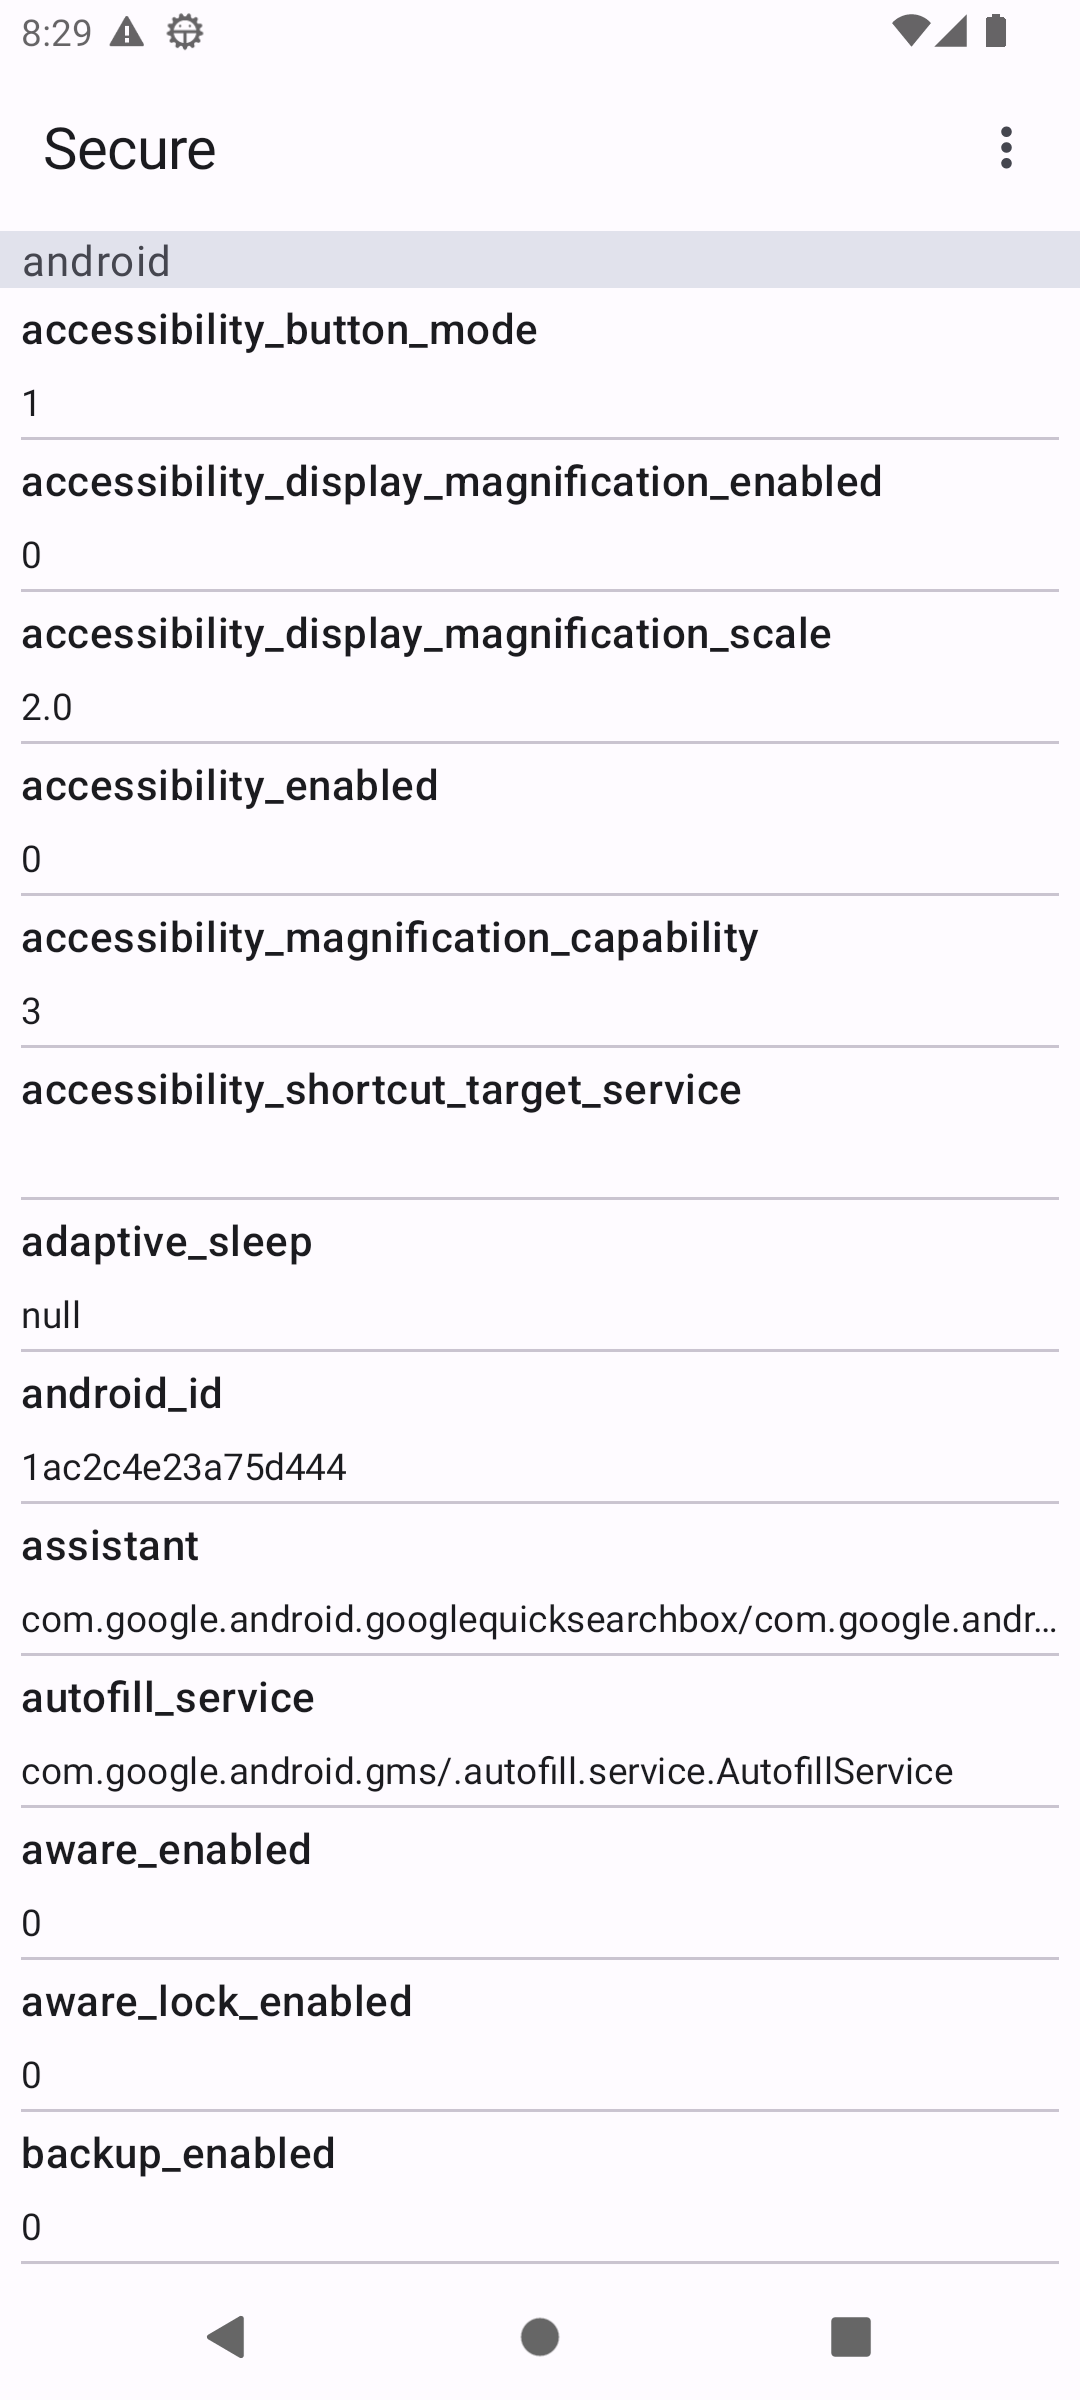 8:29
Secure
android
accessibility_button_mode
1
accessibility_display_magnification_enabled
0
accessibility_display_magnification_scale
2.0
accessibility_enabled
0
accessibility_magnification_capability
3
accessibility_shortcut_target_service
adaptive_sleep
null
android_id
1ac2c4e23a75d444
assistant
com.google.android.googlequicksearchbox/com.google.andr…
autofill_service
com.google.android.gms/.autofill.service.AutofillService
aware_enabled
0
aware_lock_enabled
0
backup_enabled
0